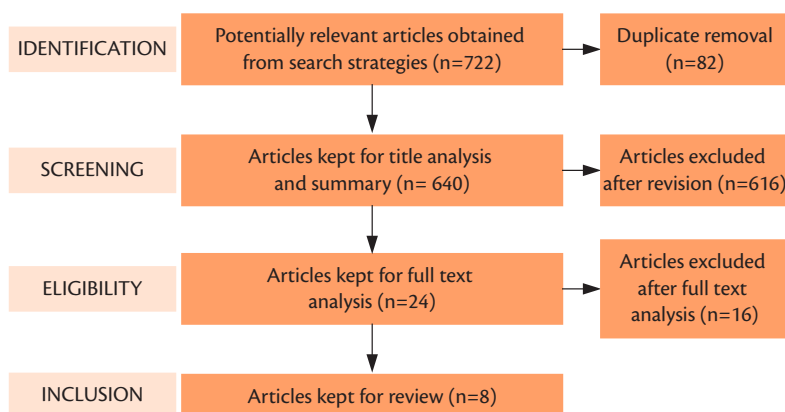 IDENTIFICATION
Potentially relevant articles obtained
from search strategies (n=722)
Duplicate removal
(n=82)
SCREENING
Articles kept for title analysis
and summary (n= 640)
Articles excluded
after revision (n=616)
ELIGIBILITY
Articles kept for full text
analysis (n=24)
Articles excluded
after full text
analysis (n=16)
INCLUSION
Articles kept for review (n=8)